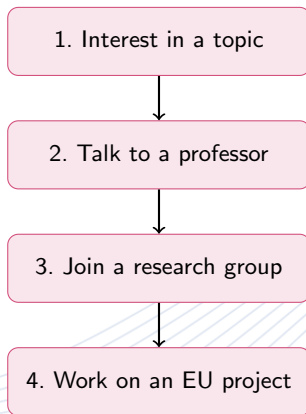 1. Interest in a topic
2. Talk to a professor
3. Join a research group
4. Work on an EU project